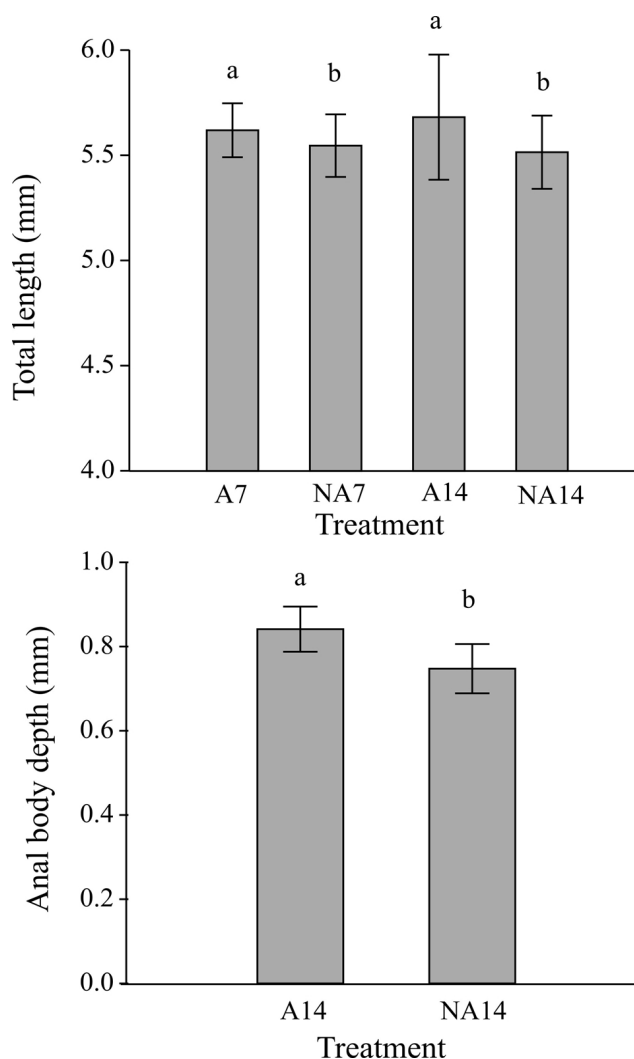 a
b
a
b
6.0
5.5
5.0
4.5
4.0
Total length (mm)
A7 NA7 A14 NA14
Treatment
a
b
1.0
0.8
0.6
0.4
0.2
0.0
Anal body depth (mm)
A14 NA14
Treatment